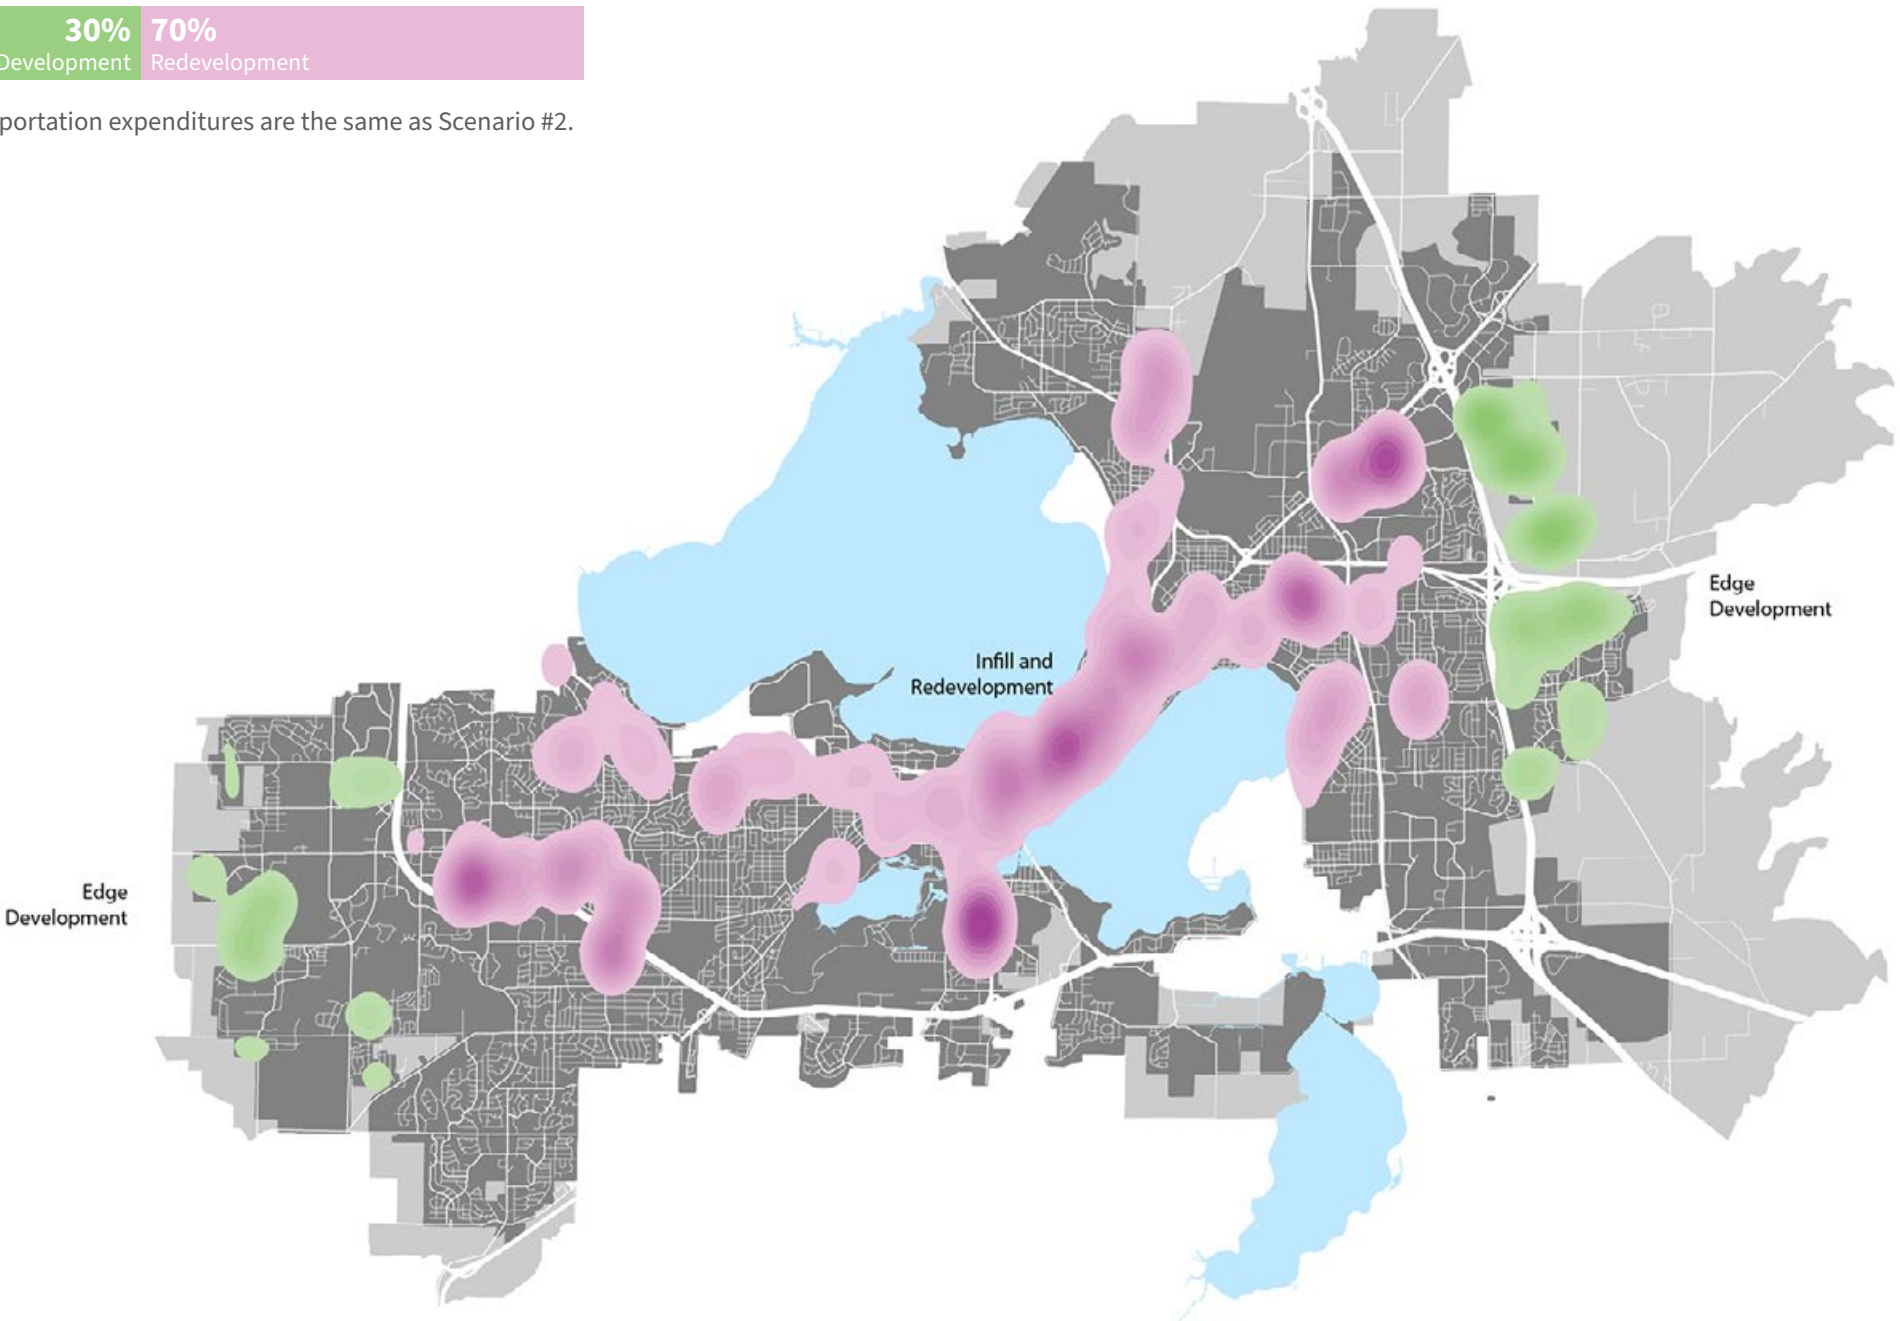 30% 70%
Development Redevelopment
portation expenditures are the same as Scenario #2.
Edge
Development
Infill and
Redevelopment
Edge
Development